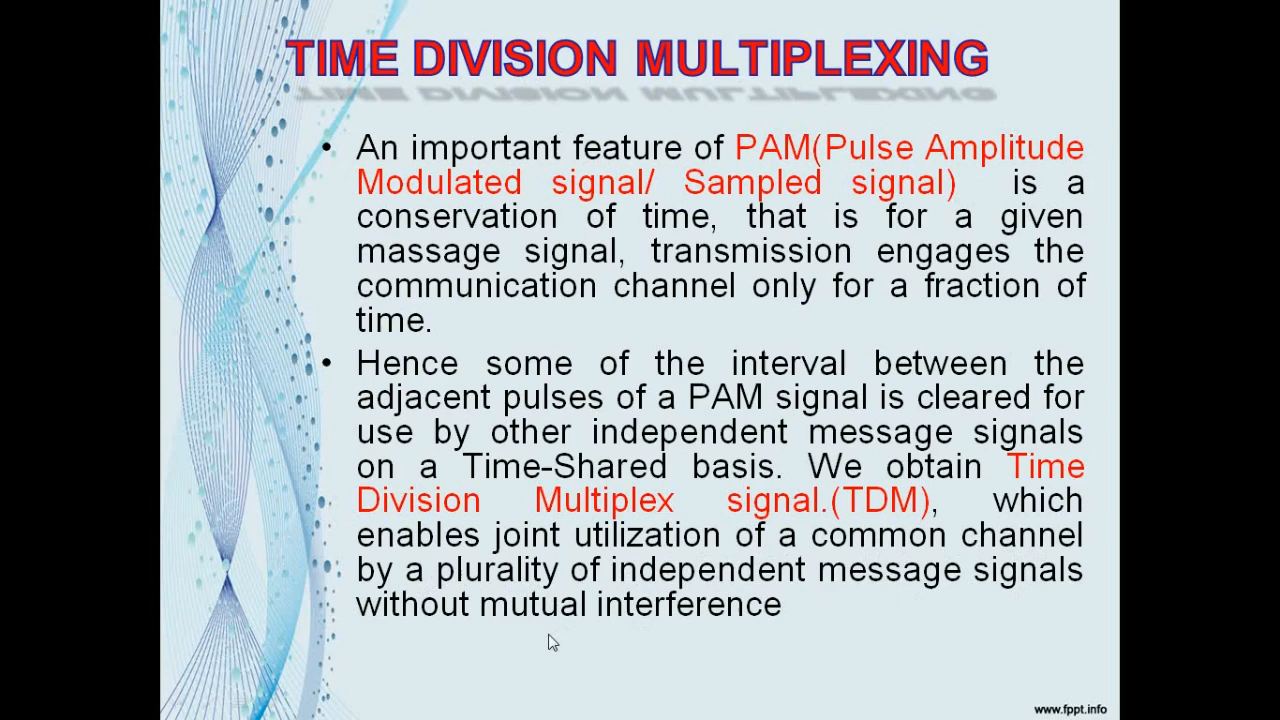 TIME DIVISION MULTIPLEXING
• An important feature of PAM(Pulse Amplitude
Modulated signal/ Sampled signal) is a
conservation of time, that is for a given
massage signal, transmission engages the
communication channel only for a fraction of
time.
• Hence some of the interval between the
adjacent pulses of a PAM signal is cleared for
use by other independent message signals
on a Time-Shared basis. We obtain Time
Division Multiplex signal.(TDM), which
enables joint utilization of a common channel
by a plurality of independent message signals
without mutual interference
www.fppt.info